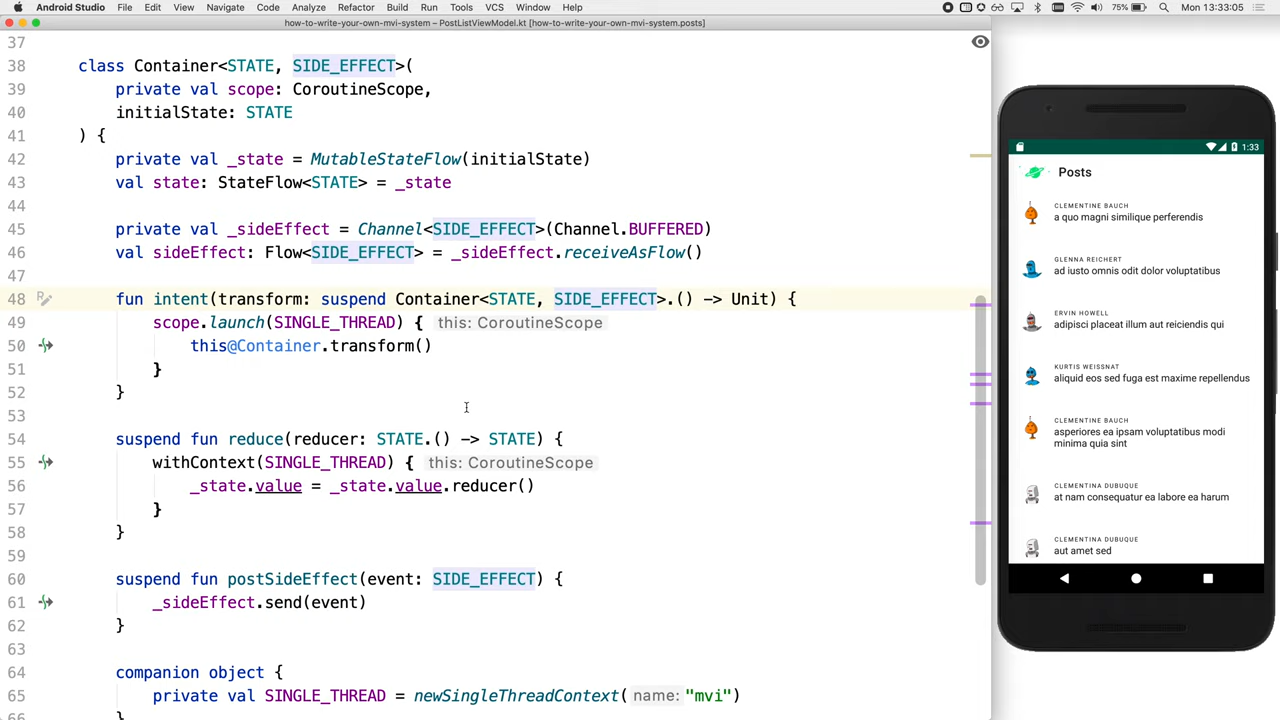 Android Studio File Edit View Navigate Code Analyze Refactor Build Run Tools VCS Window Help 75% Mon 13:33:05
how-to-write-your-own-mvi-system – PostListViewModel.kt [how-to-write-your-own-mvi-system.posts]
37
38 class Container<STATE, SIDE_EFFECT>(
39 private val scope: CoroutineScope,
40 initialState: STATE
41 ) {
42 private val _state = MutableStateFlow(initialState)
43 val state: StateFlow<STATE> = _state
44
45 private val _sideEffect = Channel<SIDE_EFFECT>(Channel.BUFFERED)
46 val sideEffect: Flow<SIDE_EFFECT> = _sideEffect.receiveAsFlow()
47
48 fun intent(transform: suspend Container<STATE, SIDE_EFFECT>.() -> Unit) {
49 scope.launch(SINGLE_THREAD) { this: CoroutineScope
50 this@Container.transform()
51 }
52 }
53
54 suspend fun reduce(reducer: STATE.() -> STATE) {
55 withContext(SINGLE_THREAD) { this: CoroutineScope
56 _state.value = _state.value.reducer()
57 }
58 }
59
60 suspend fun postSideEffect(event: SIDE_EFFECT) {
61 _sideEffect.send(event)
62 }
63
64 companion object {
65 private val SINGLE_THREAD = newSingleThreadContext( name: "mvi")
66 }
1:33
Posts
CLEMENTINE BAUCH
a quo magni similique perferendis
GLENNA REICHERT
ad iusto omnis odit dolor voluptatibus
ERVIN HOWELL
adipisci placeat illum aut reiciendis qui
KURTIS WEISSNAT
aliquid eos sed fuga est maxime repellendus
CLEMENTINE BAUCH
asperiores ea ipsam voluptatibus modi
minima quia sint
CLEMENTINA DUBUQUE
at nam consequatur ea labore ea harum
CLEMENTINA DUBUQUE
aut amet sed